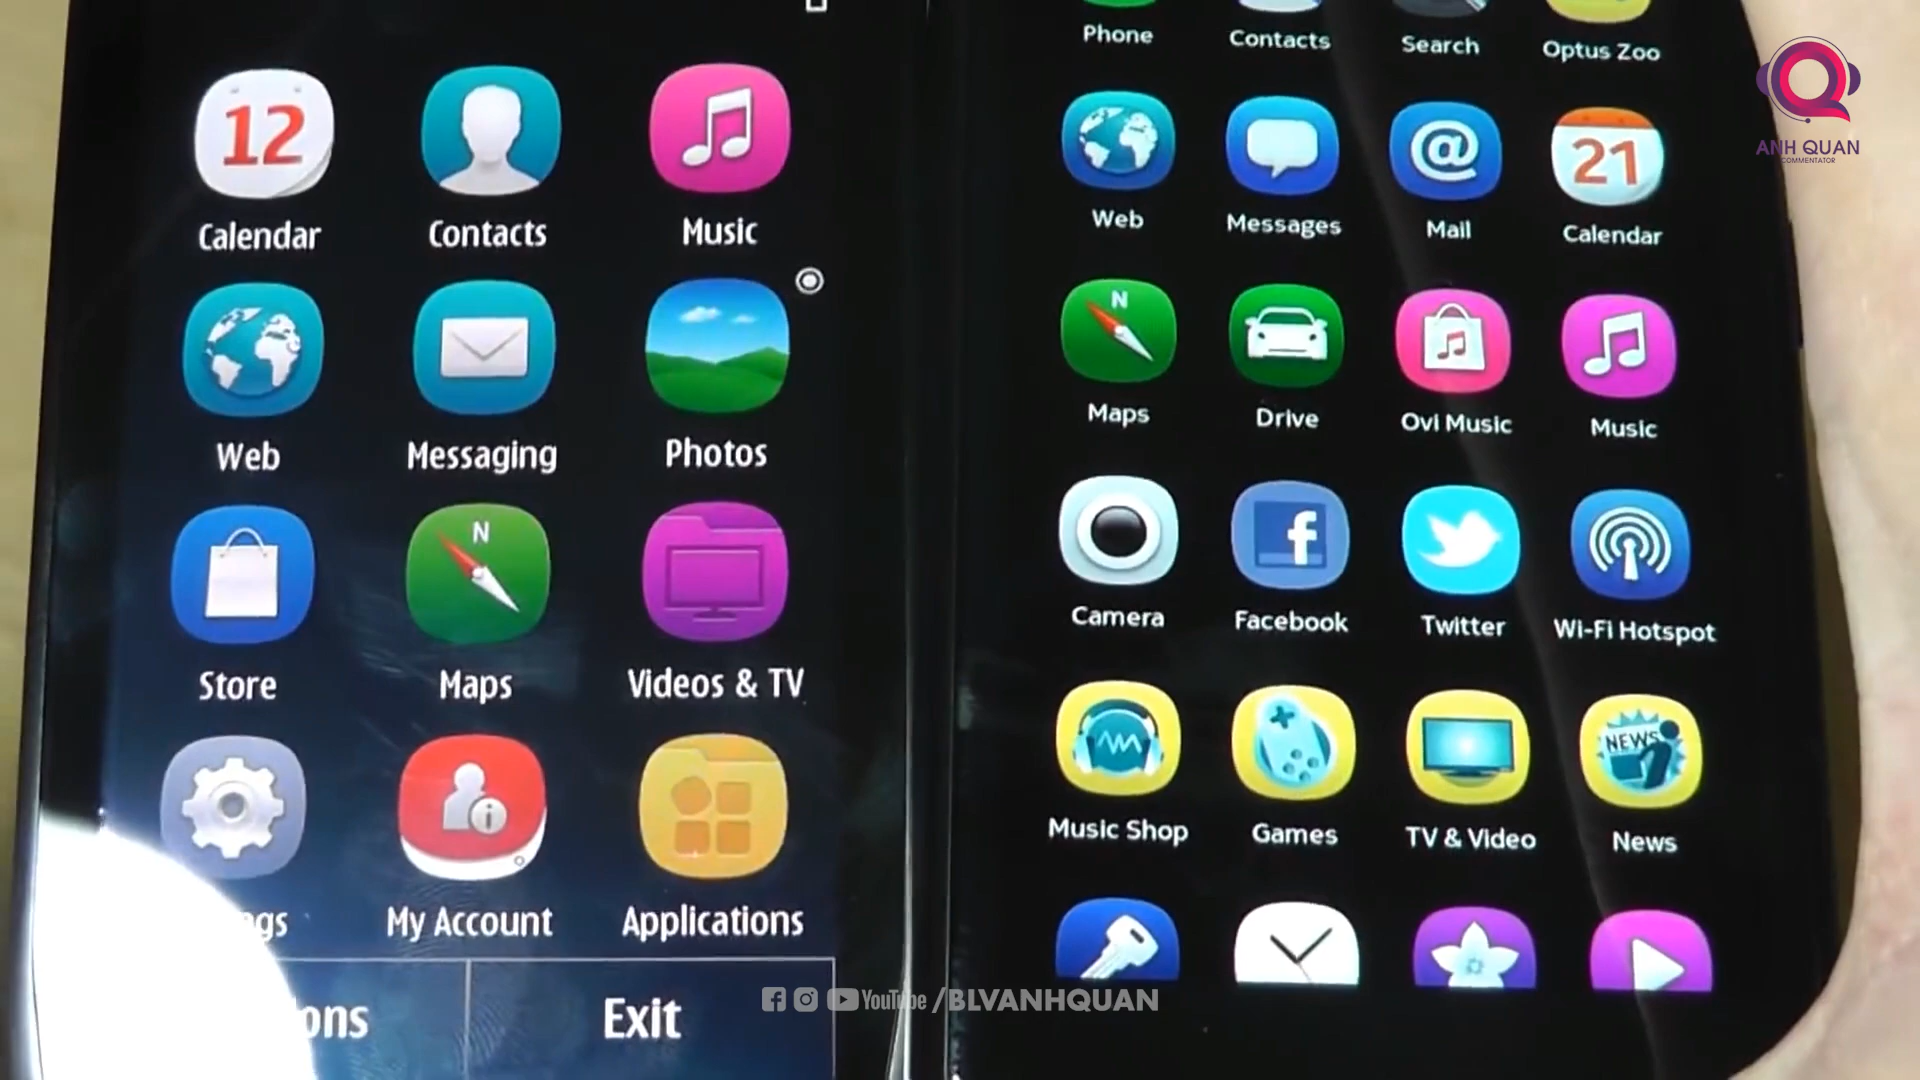 12
Calendar
Contacts
Music
Web
Messaging
Photos
N
Store
Maps
Videos & TV
i
My Account
Applications
Exit
Phone
Contacts
Search
Optus Zoo
@
21
Web
Messages
Mail
Calendar
N
Maps
Drive
Ovi Music
Music
f
Camera
Facebook
Twitter
Wi-Fi Hotspot
NEWS
Music Shop
Games
TV & Video
News
ANH QUAN
COMMENTATOR
YouTube /BLVANHQUAN